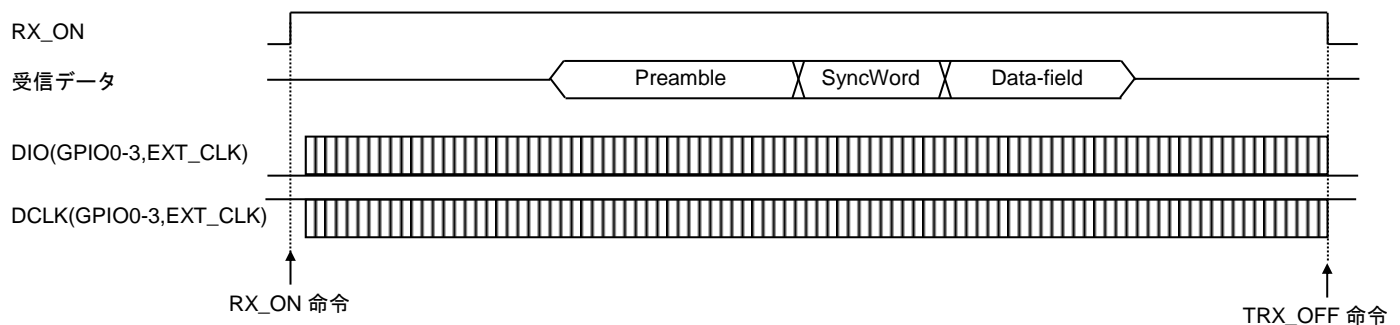 RX_ON
受信データ
Preamble
SyncWord
Data-field
DIO(GPIO0-3,EXT_CLK)
DCLK(GPIO0-3,EXT_CLK)
RX_ON 命令
TRX_OFF 命令